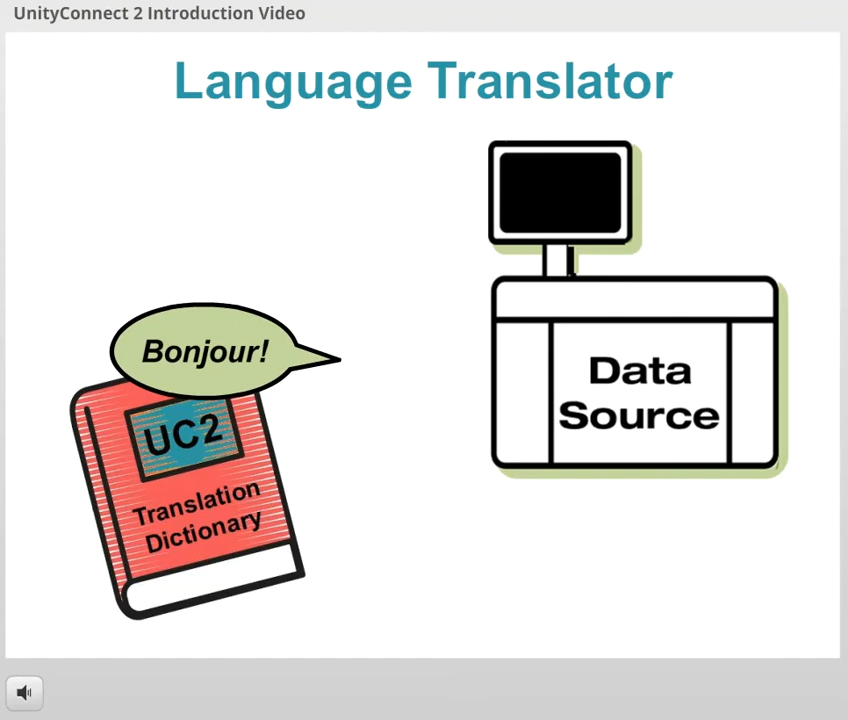 UnityConnect 2 Introduction Video
Language Translator
Bonjour!
UC2
Translation
Dictionary
Data
Source